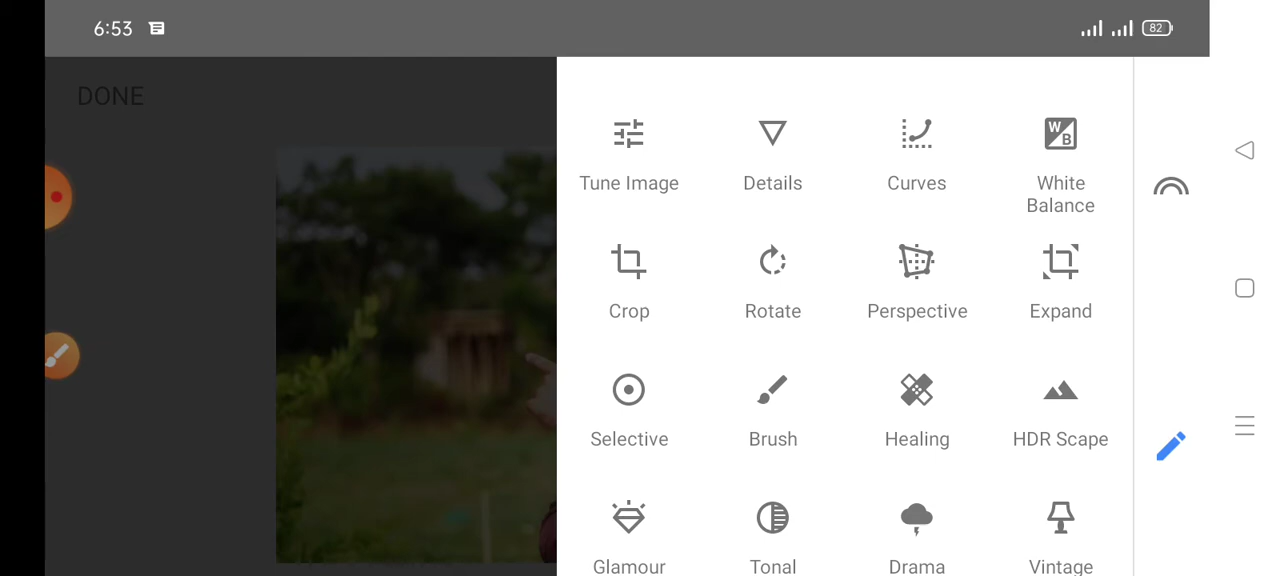 6:53
82
DONE
Tune Image
Details
Curves
White
Balance
Crop
Rotate
Perspective
Expand
Selective
Brush
Healing
HDR Scape
Glamour
Tonal
Drama
Vintage